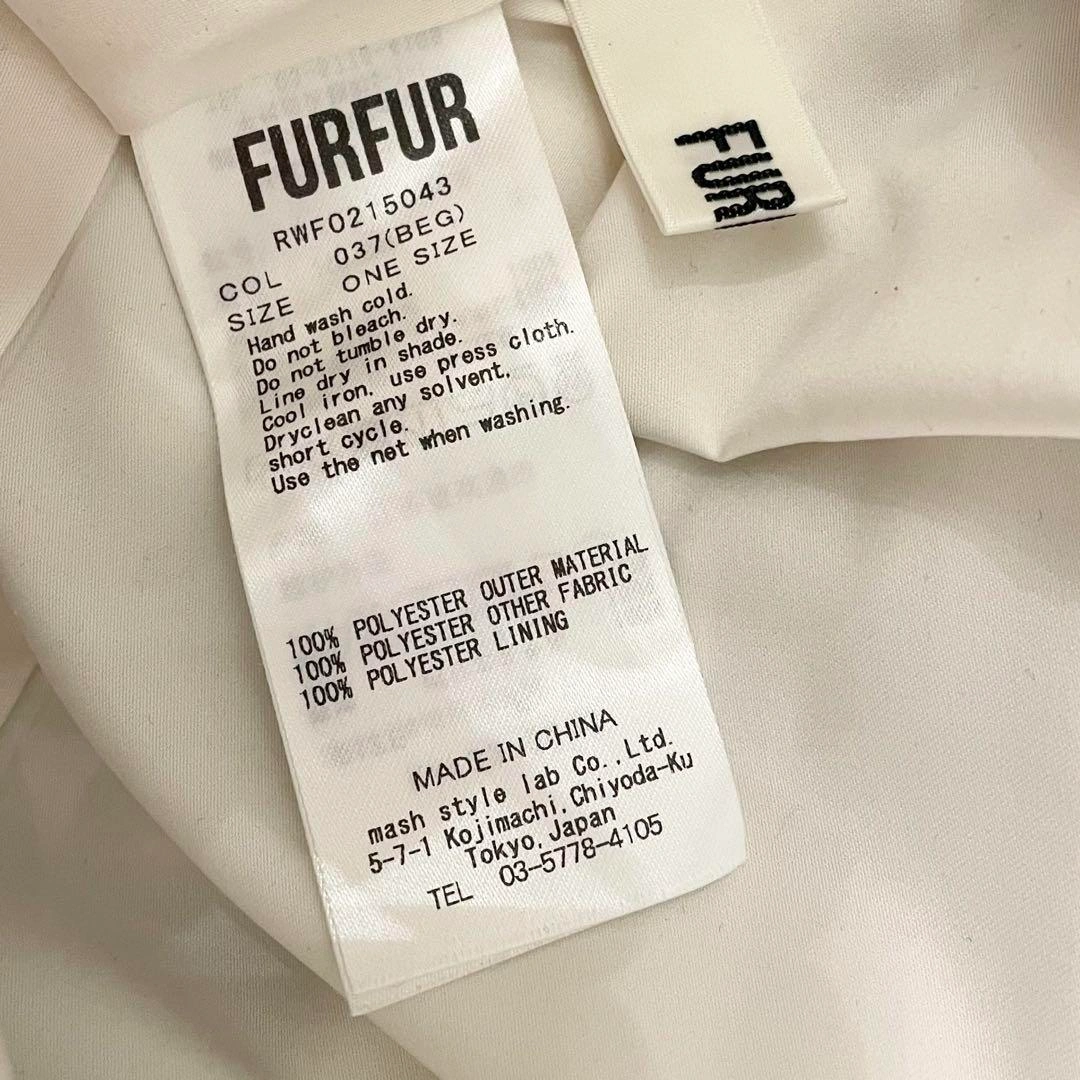 FURFUR
RWF0215043
COL 037(BEG)
SIZE ONE SIZE
Hand wash cold.
Do not bleach.
Do not tumble dry.
Line dry in shade.
Cool iron, use press cloth.
Dryclean any solvent,
short cycle.
Use the net when washing.
100% POLYESTER OUTER MATERIAL
100% POLYESTER OTHER FABRIC
100% POLYESTER LINING
MADE IN CHINA
mash style lab Co.,Ltd.
5-7-1 Kojimachi,Chiyoda-Ku
Tokyo,Japan
TEL 03-5778-4105
FUR